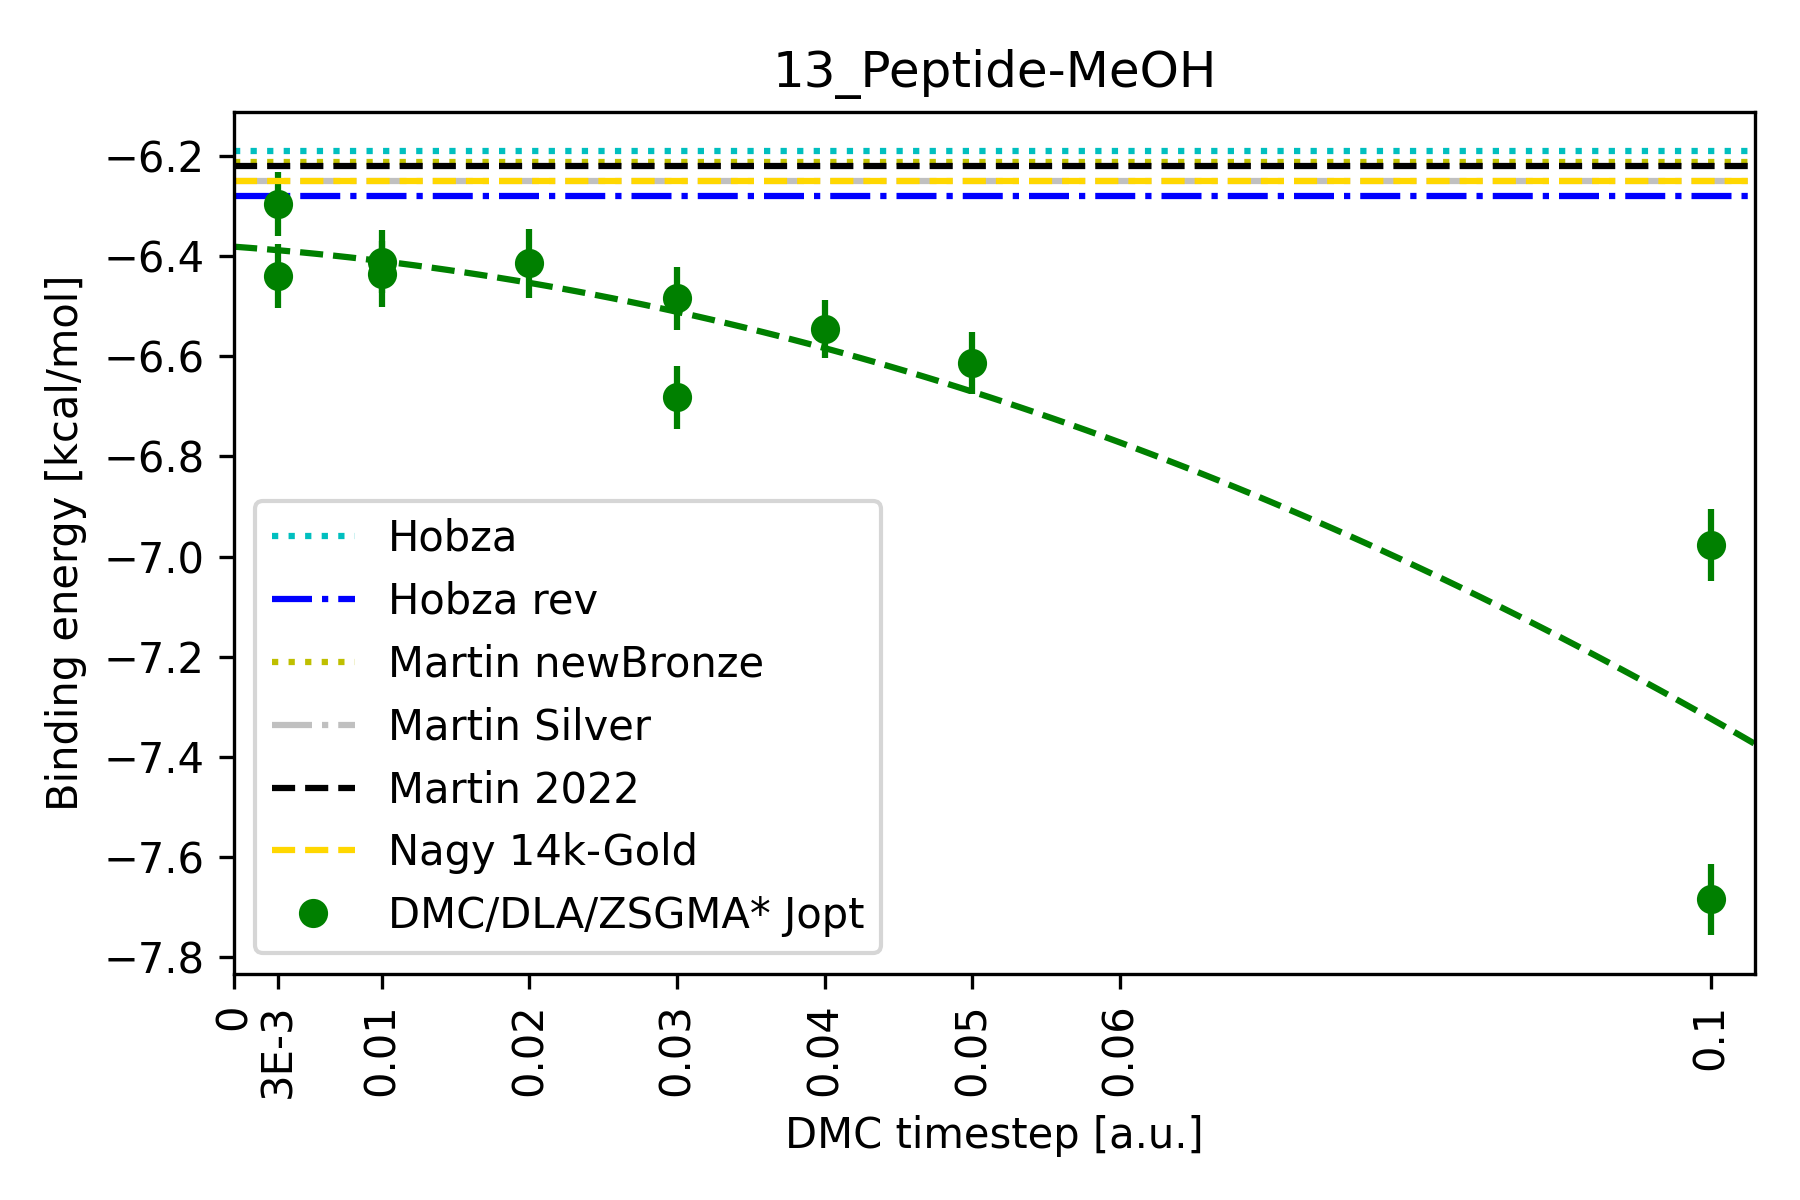 13_Peptide-MeOH
Binding energy [kcal/mol]
−6.2
−6.4
−6.6
−6.8
−7.0
−7.2
−7.4
−7.6
−7.8
Hobza
Hobza rev
Martin newBronze
Martin Silver
Martin 2022
Nagy 14k-Gold
DMC/DLA/ZSGMA* Jopt
0
3E-3
0.01
0.02
0.03
0.04
0.05
0.06
0.1
DMC timestep [a.u.]